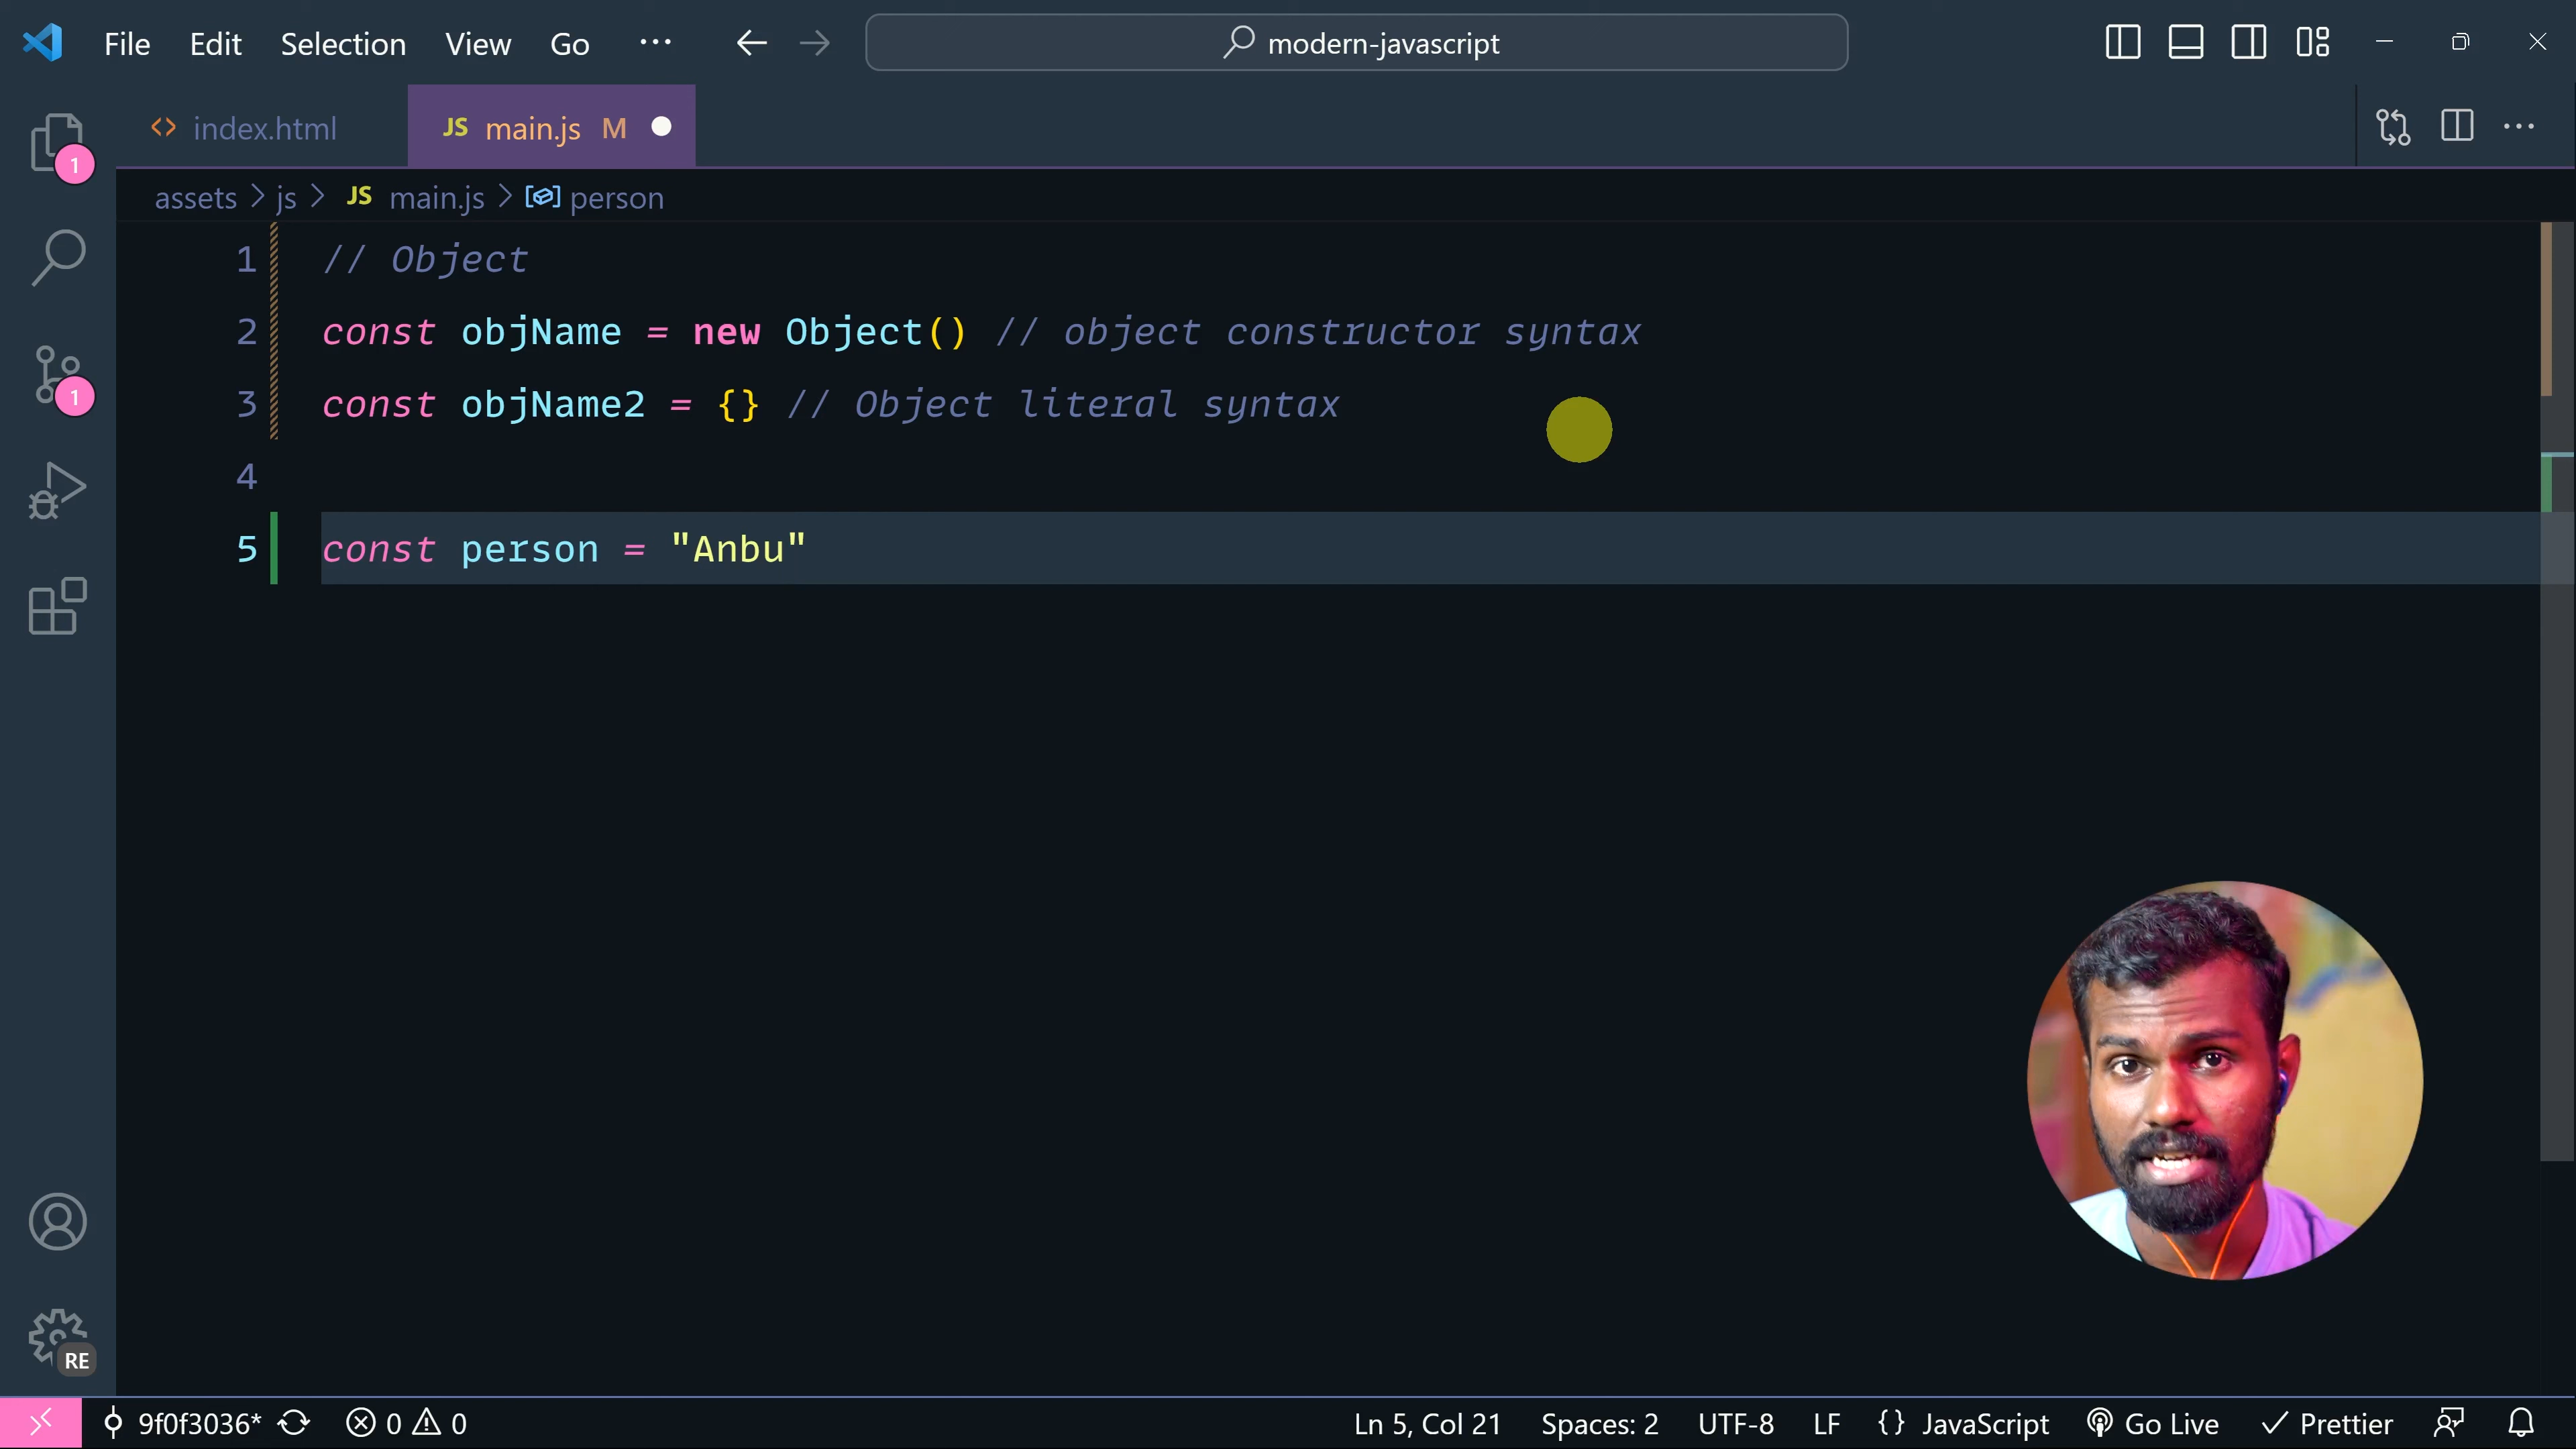 File Edit Selection View Go ··· modern-javascript
index.html JS main.js M
1
assets > js > JS main.js > person
1 // Object
2 const objName = new Object() // object constructor syntax
3 const objName2 = {} // Object literal syntax
1
4
5 const person = "Anbu"
RE
9f0f3036* 0 0 Ln 5, Col 21 Spaces: 2 UTF-8 LF {} JavaScript Go Live Prettier